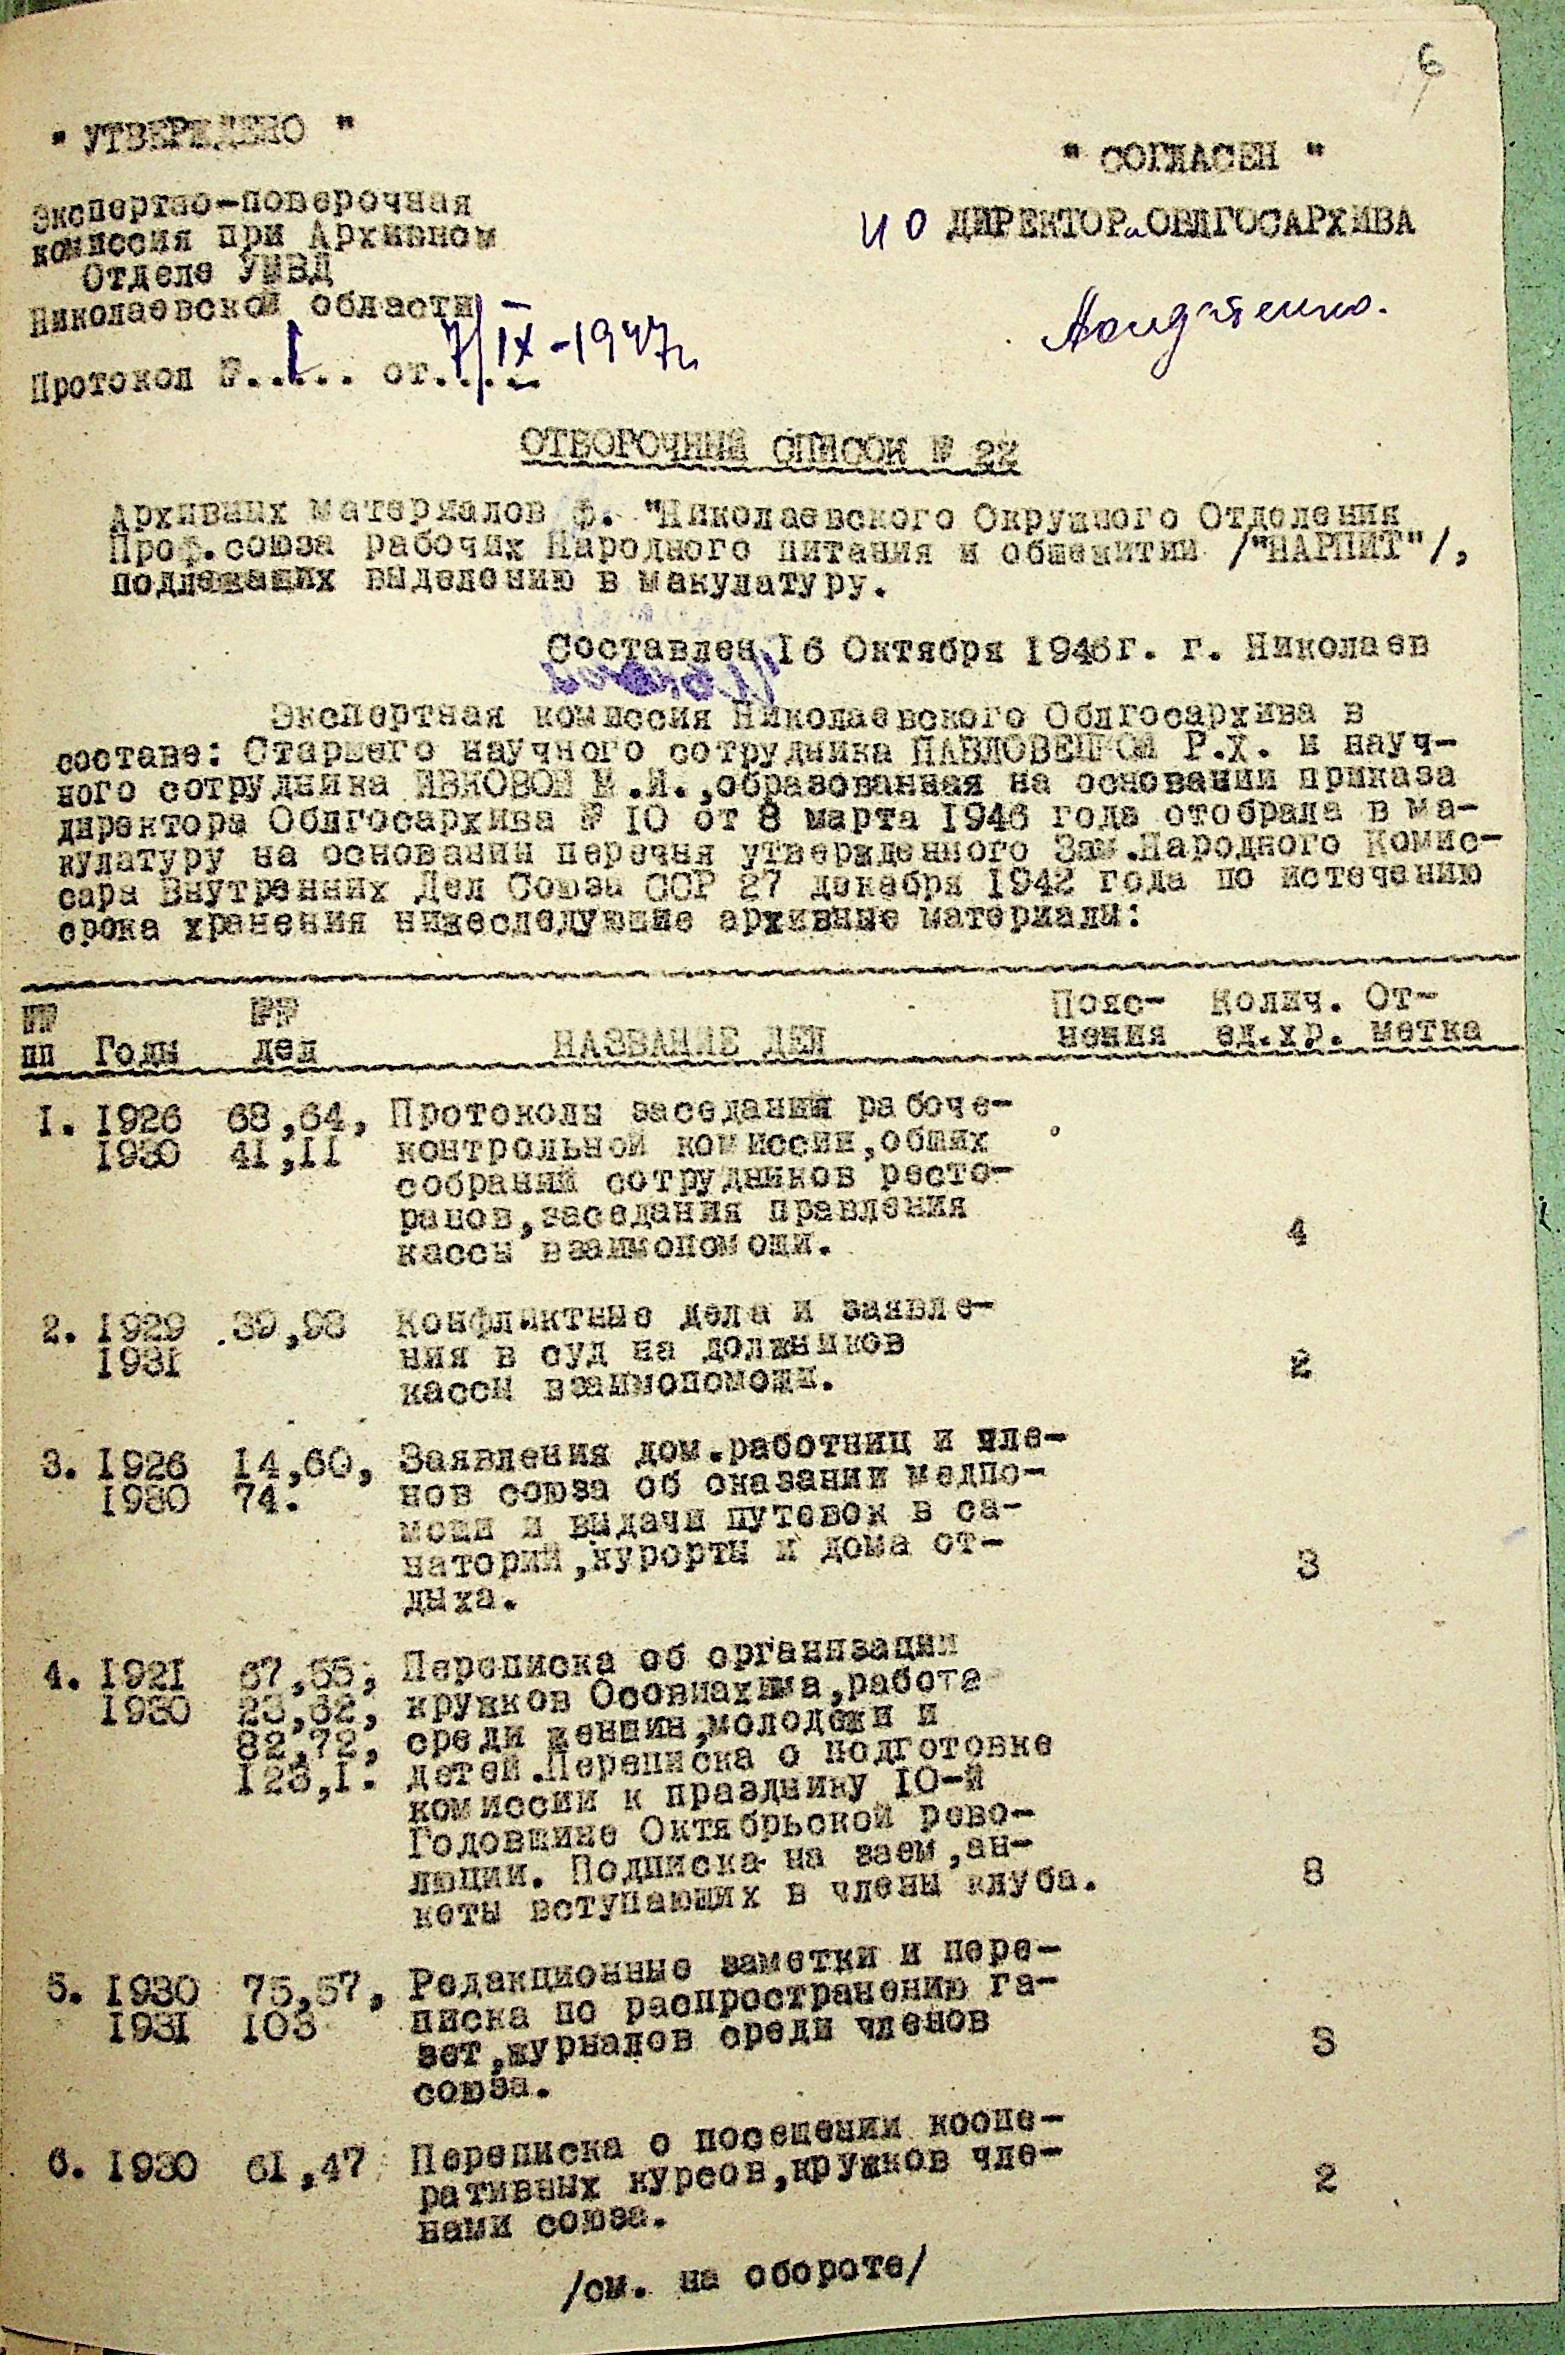 6
" УТВЕРЖДЕНО "
" СОГЛАСЕН "
Экспертно-поверочная
комиссия при Архивном
Отделе УМВД
Николаевской области
ИО ДИРЕКТОРа ОБЛГОСАРХИВА
Протокол №..1... от 7/IX-1947г
ОТБОРОЧНЫЙ СПИСОК № 22
Архивных материалов ф. "Николаевского Окружного Отделения
Проф.союза рабочих Народного питания и общежитий /"НАРПИТ"/,
подлежащих выделению в макулатуру.
Составлен 16 Октября 1946г. г. Николаев
Экспертная комиссия Николаевского Облгосархива в
составе: Старшего научного сотрудника ПАВЛОВЕЦКОЙ Р.Х. и науч-
ного сотрудника ИВКОВОЙ М.И.,образованная на основании приказа
директора Облгосархива № 10 от 8 марта 1946 года отобрала в ма-
кулатуру на основании перечня утвержденного Зам.Народного Комис-
сара Внутренних Дел Союза ССР 27 декабря 1942 года по истечению
срока хранения нижеследующие архивные материалы:
№№ №№ Пояс- Колич. От-
пп Годы дел НАЗВАНИЕ ДЕЛ нения ед.хр. метка
1. 1926 68,64, Протоколы заседаний рабоче-
1930 41,11 контрольной комиссии,общих
собраний сотрудников ресто-
ранов,заседания правления
кассы взаимопомощи. 4
2. 1929 39,98 Конфликтные дела и заявле-
1931 ния в суд на должников
кассы взаимопомощи. 2
3. 1926 14,60, Заявления дом.работниц и чле-
1930 74. нов союза об оказании медпо-
мощи и выдачи путевок в са-
наторий,курорты и дома от-
дыха. 3
4. 1921 67,55, Переписка об организации
1930 23,62, кружков Осовиахима,работа
82,72, среди женщин,молодежи и
123,1. детей.Переписка о подготовке
комиссии к празднику 10-й
Годовщине Октябрьской рево-
люции. Подписка на заем,ан-
кеты вступающих в члены клуба. 8
5. 1930 75,57, Редакционные заметки и пере-
1931 103 писка по распространению га-
зет,журналов среди членов
союза. 3
6. 1930 61,47 Переписка о посещении коопе-
ративных курсов,кружков чле-
нами союза. 2
/см. на обороте/